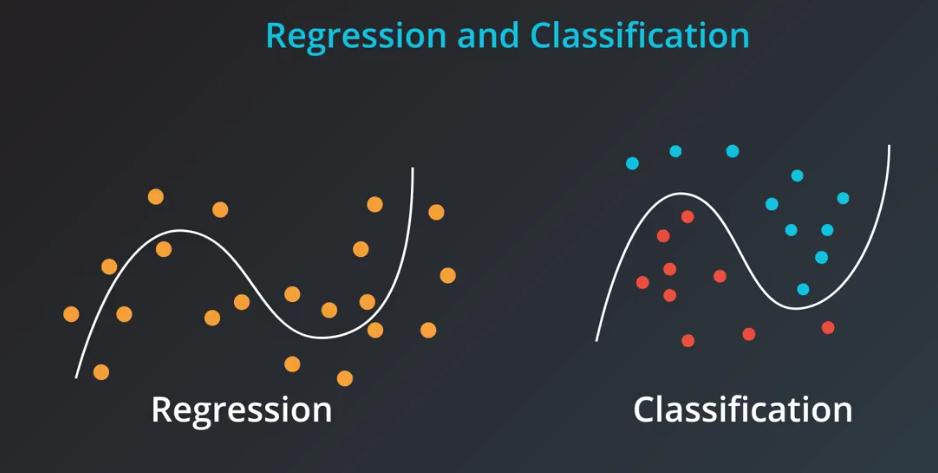 Regression and Classification
Regression
Classification